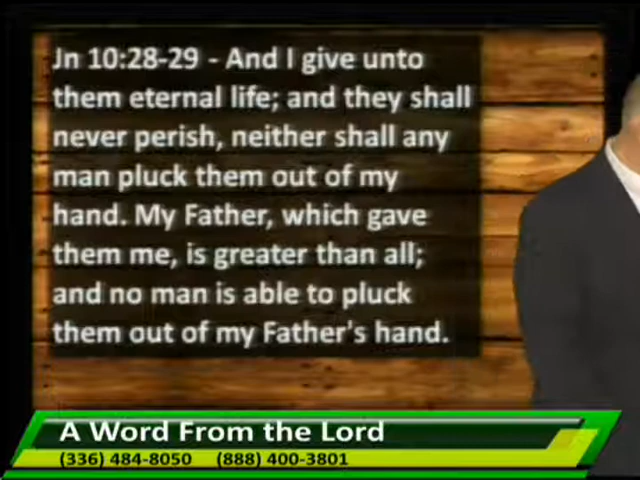 Jn 10:28-29 - And I give unto
them eternal life; and they shall
never perish, neither shall any
man pluck them out of my
hand. My Father, which gave
them me, is greater than all;
and no man is able to pluck
them out of my Father's hand.
A Word From the Lord
(336) 484-8050 (888) 400-3801